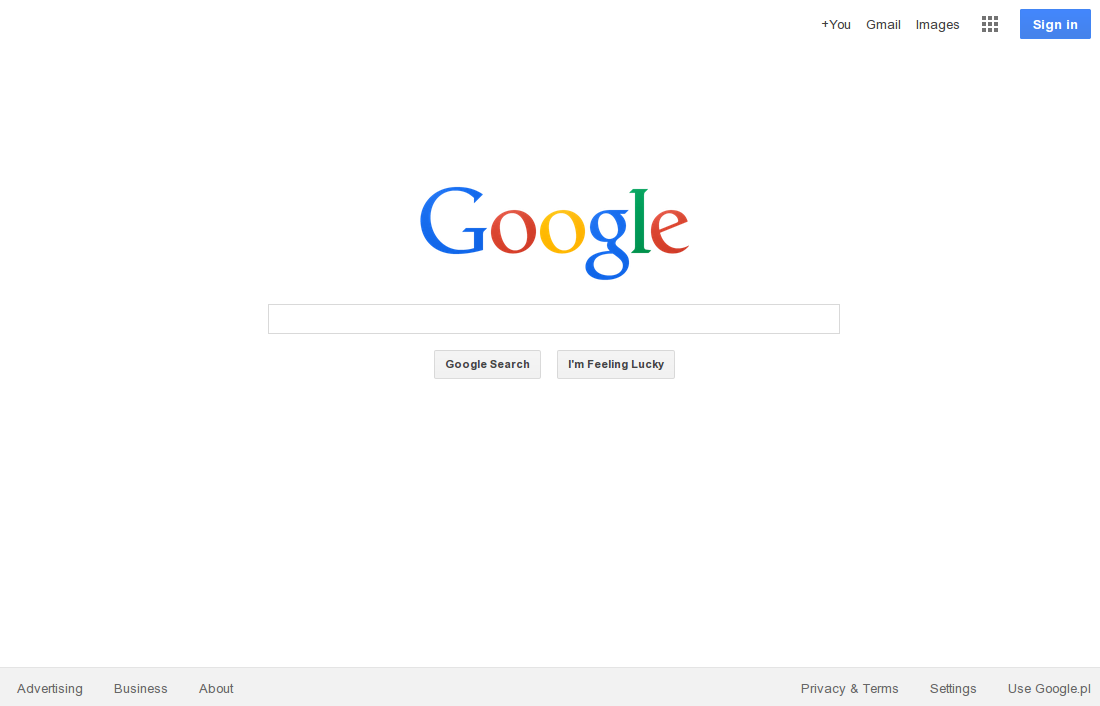 +You Gmail Images Sign in
Google
Google Search I'm Feeling Lucky
Advertising Business About Privacy & Terms Settings Use Google.pl